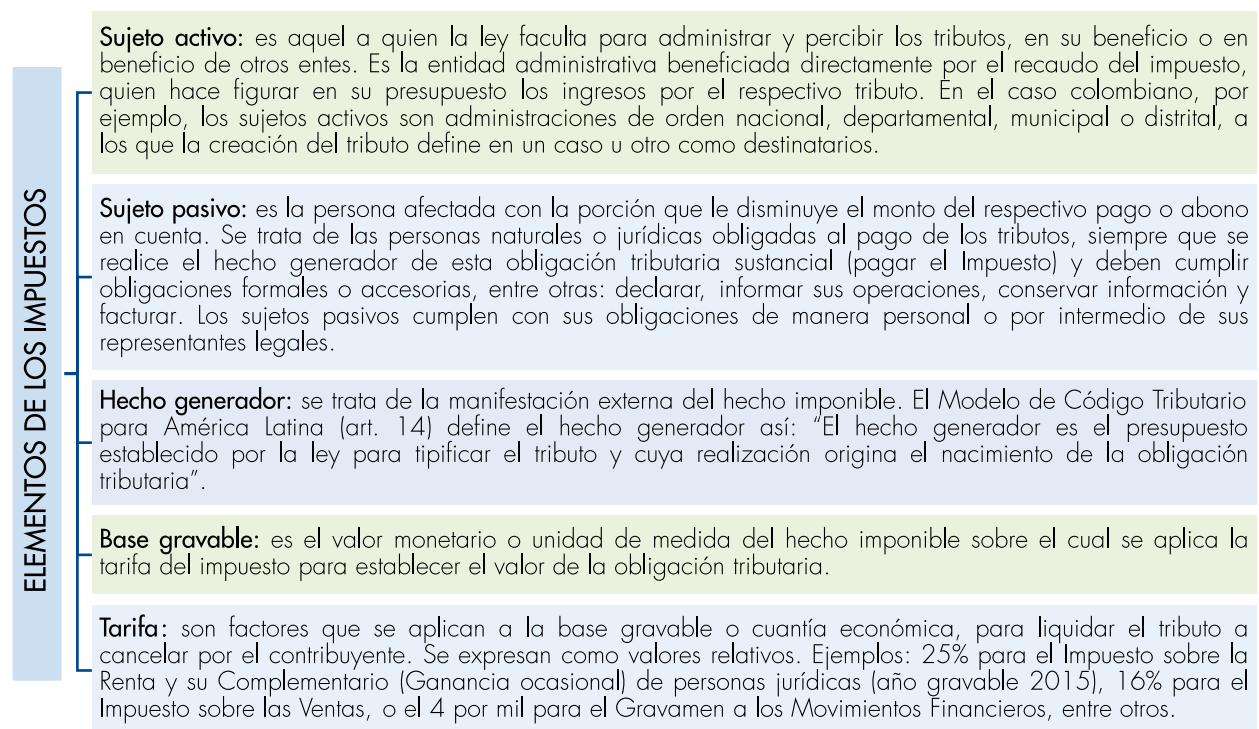 ELEMENTOS DE LOS IMPUESTOS
Sujeto activo: es aquel a quien la ley faculta para administrar y percibir los tributos, en su beneficio o en
beneficio de otros entes. Es la entidad administrativa beneficiada directamente por el recaudo del impuesto,
quien hace figurar en su presupuesto los ingresos por el respectivo tributo. En el caso colombiano, por
ejemplo, los sujetos activos son administraciones de orden nacional, departamental, municipal o distrital, a
los que la creación del tributo define en un caso u otro como destinatarios.
Sujeto pasivo: es la persona afectada con la porción que le disminuye el monto del respectivo pago o abono
en cuenta. Se trata de las personas naturales o jurídicas obligadas al pago de los tributos, siempre que se
realice el hecho generador de esta obligación tributaria sustancial (pagar el Impuesto) y deben cumplir
obligaciones formales o accesorias, entre otras: declarar, informar sus operaciones, conservar información y
facturar. Los sujetos pasivos cumplen con sus obligaciones de manera personal o por intermedio de sus
representantes legales.
Hecho generador: se trata de la manifestación externa del hecho imponible. El Modelo de Código Tributario
para América Latina (art. 14) define el hecho generador así: “El hecho generador es el presupuesto
establecido por la ley para tipificar el tributo y cuya realización origina el nacimiento de la obligación
tributaria”.
Base gravable: es el valor monetario o unidad de medida del hecho imponible sobre el cual se aplica la
tarifa del impuesto para establecer el valor de la obligación tributaria.
Tarifa: son factores que se aplican a la base gravable o cuantía económica, para liquidar el tributo a
cancelar por el contribuyente. Se expresan como valores relativos. Ejemplos: 25% para el Impuesto sobre la
Renta y su Complementario (Ganancia ocasional) de personas jurídicas (año gravable 2015), 16% para el
Impuesto sobre las Ventas, o el 4 por mil para el Gravamen a los Movimientos Financieros, entre otros.